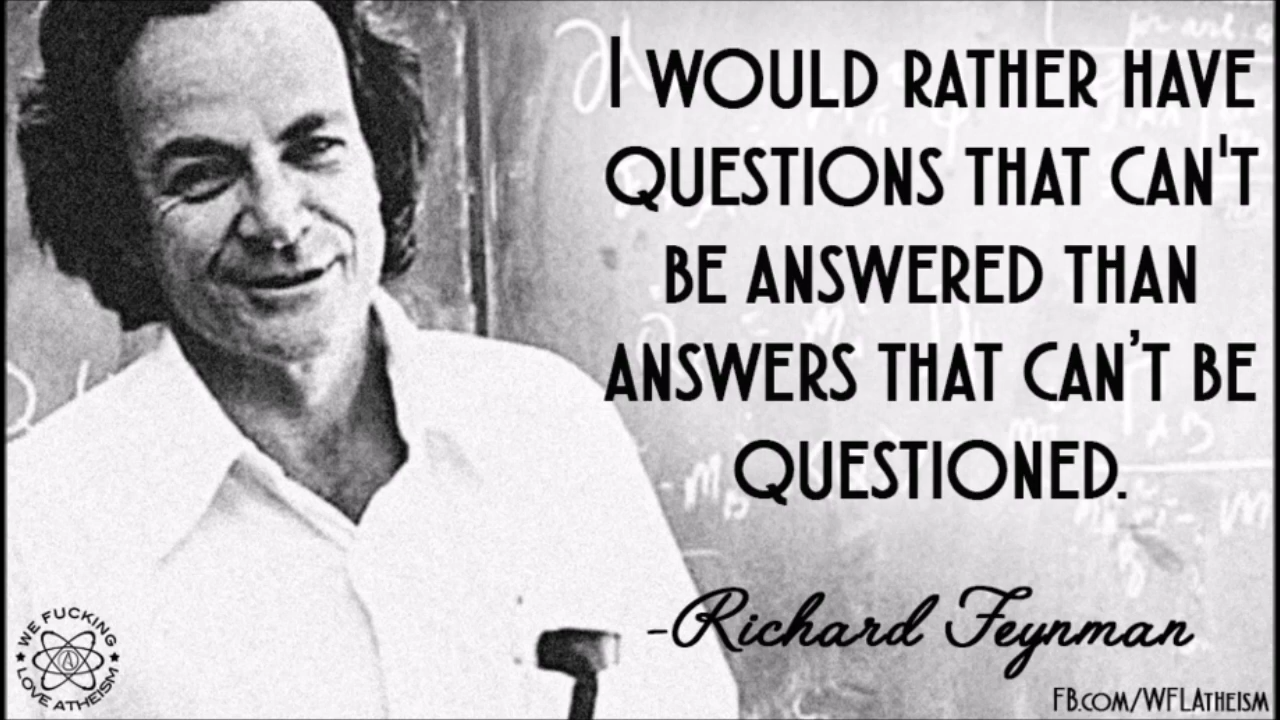 I WOULD RATHER HAVE
QUESTIONS THAT CAN'T
BE ANSWERED THAN
ANSWERS THAT CAN’T BE
QUESTIONED.
-Richard Feynman
WE FUCKING
LOVE ATHEISM
FB.COM/WFLATHEISM